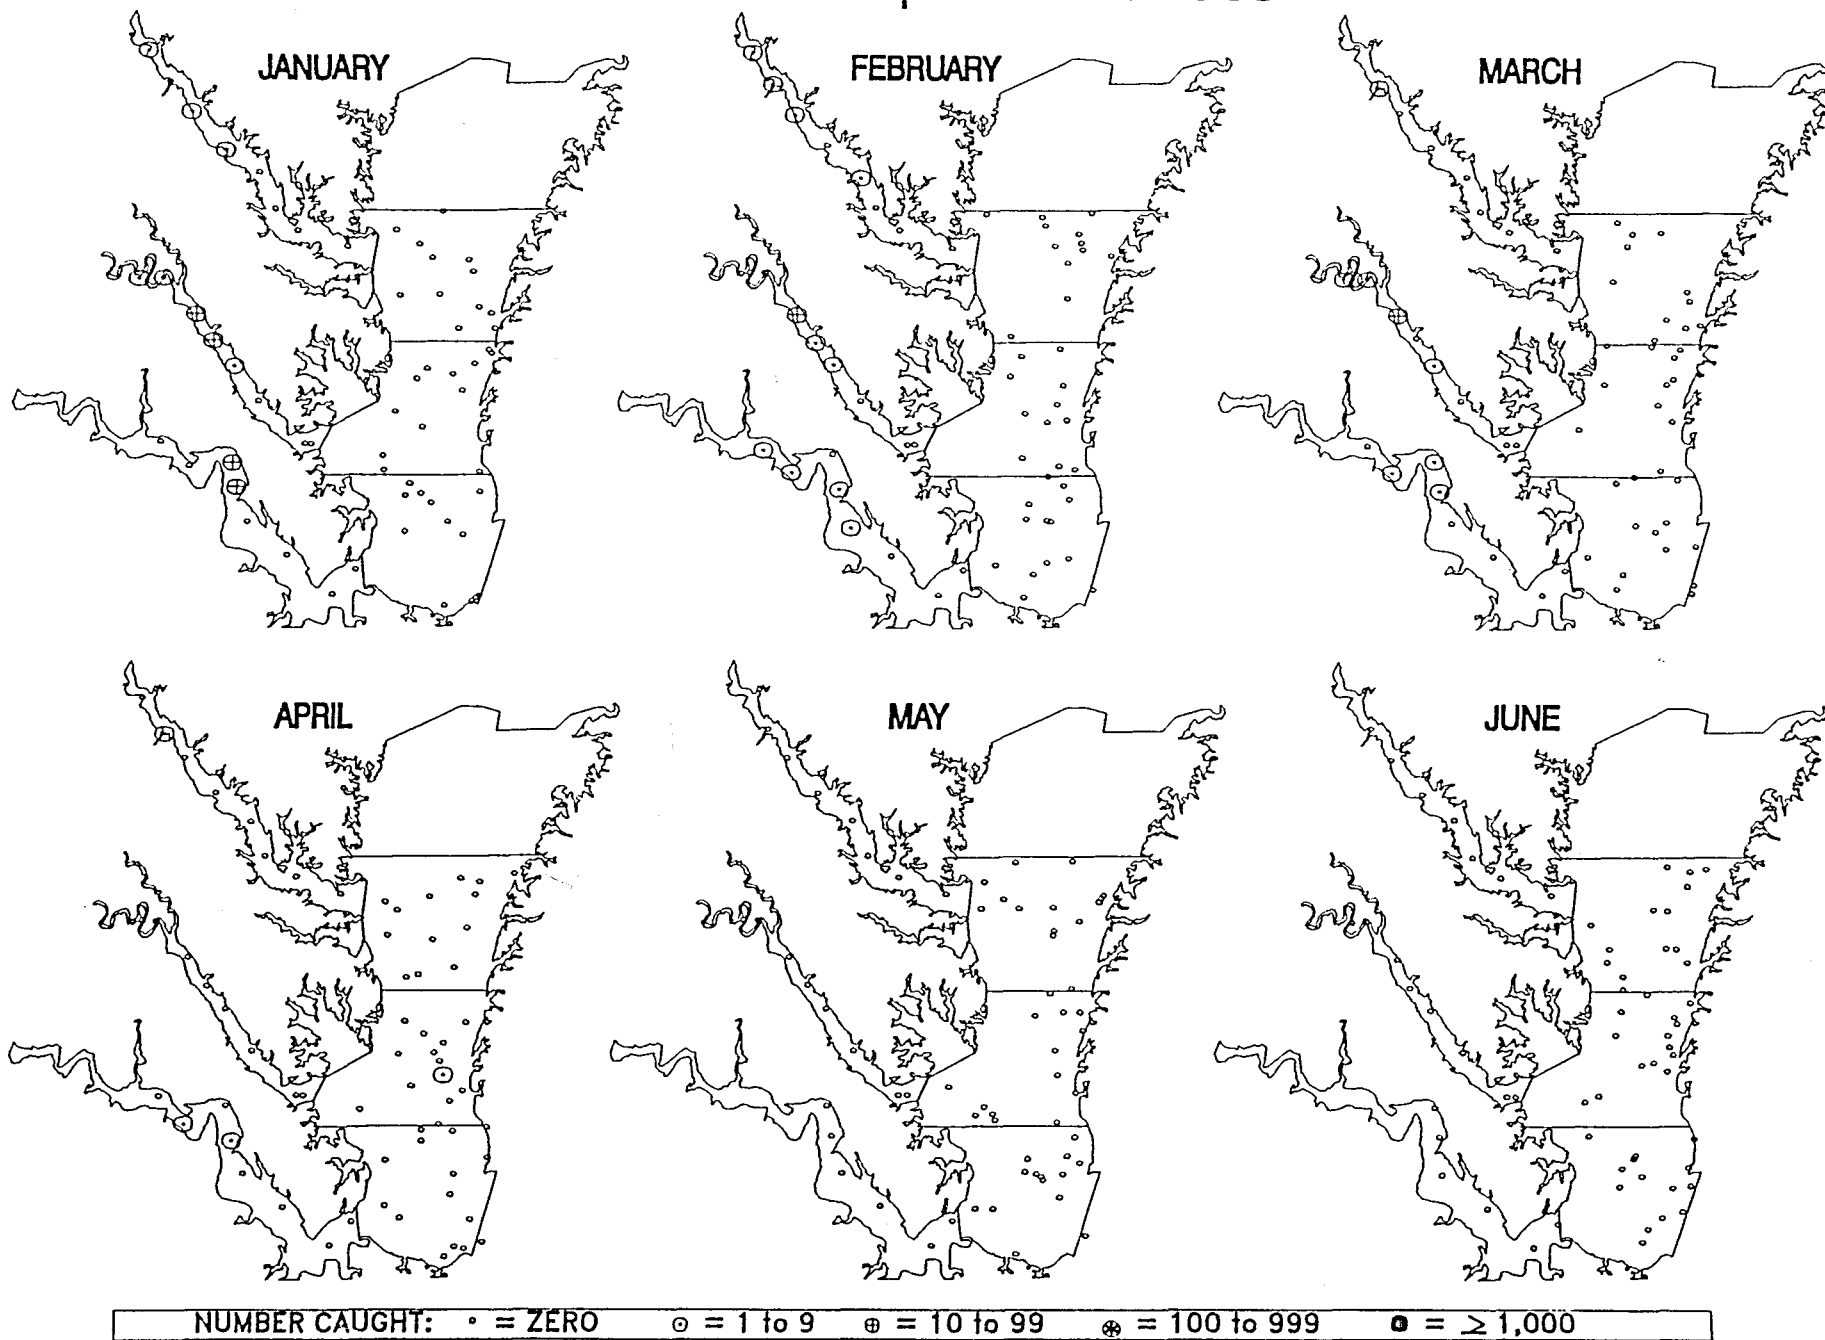 JANUARY
FEBRUARY
MARCH
APRIL
MAY
JUNE
NUMBER CAUGHT: ∘ = ZERO ⊙ = 1 to 9 ⊕ = 10 to 99 ⊛ = 100 to 999 = ≥ 1,000